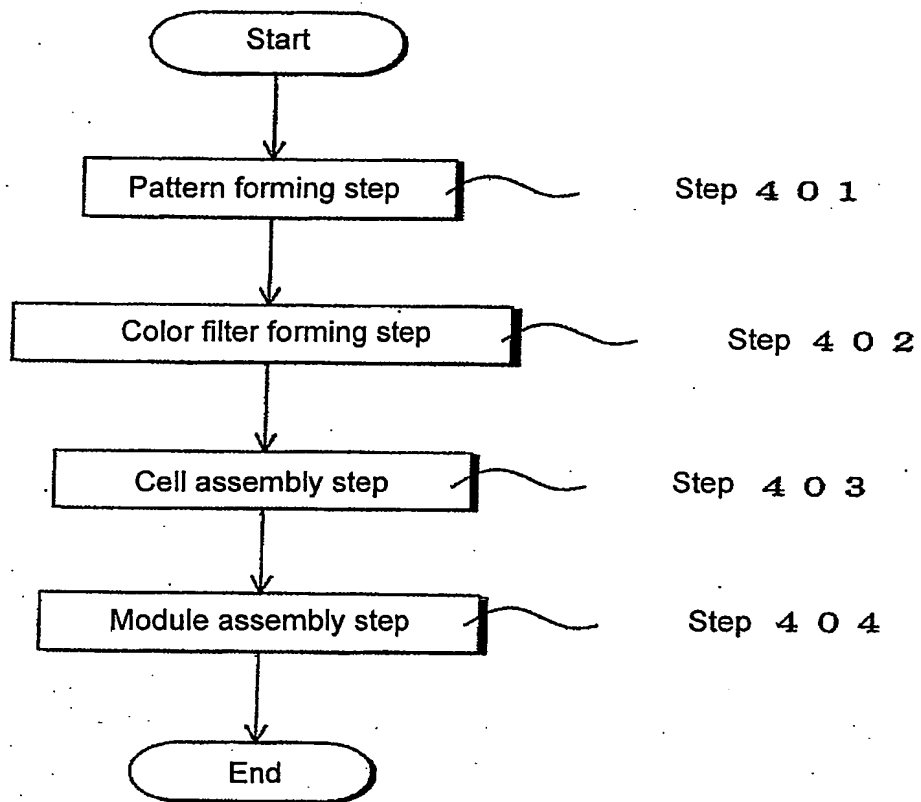 Start
Pattern forming step
Step 401
Color filter forming step
Step 402
Cell assembly step
Step 403
Module assembly step
Step 404
End